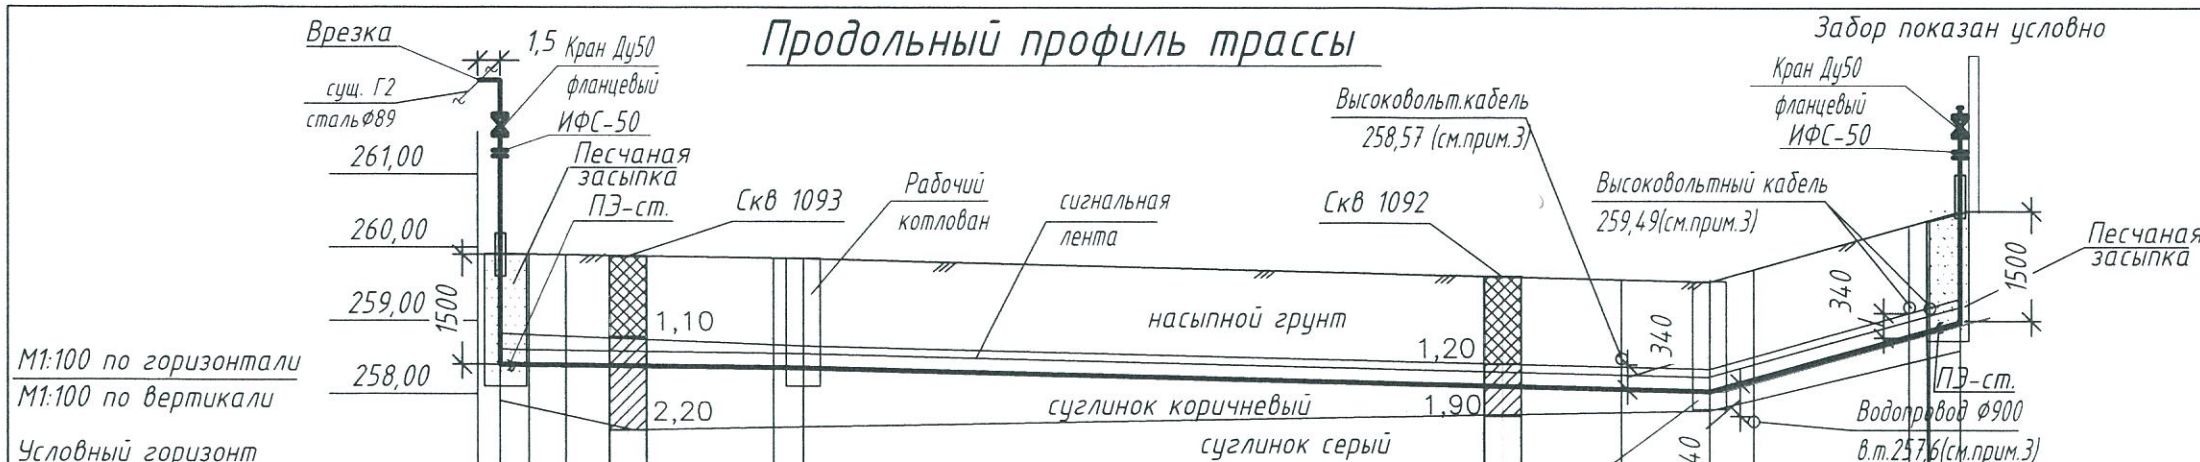 Продольный профиль трассы
Забор показан условно
Врезка
1,5
Кран Ду50
фланцевый
сущ. Г2
стальФ89
ИФС-50
Песчаная
засыпка
ПЭ-ст.
Скв 1093
Рабочий
котлован
сигнальная
лента
Скв 1092
Высоковольт.кабель
258,57 (см.прим.3)
Высоковольтный кабель
259,49(см.прим.3)
Кран Ду50
фланцевый
ИФС-50
Песчаная
засыпка
1500
340
261,00
260,00
259,00
258,00
1500
1,10
2,20
насыпной грунт
1,20
1,90
340
суглинок коричневый
суглинок серый
ПЭ-ст.
Водопровод Ф900
в.т.257,6(см.прим.3)
М1:100 по горизонтали
М1:100 по вертикали
Условный горизонт